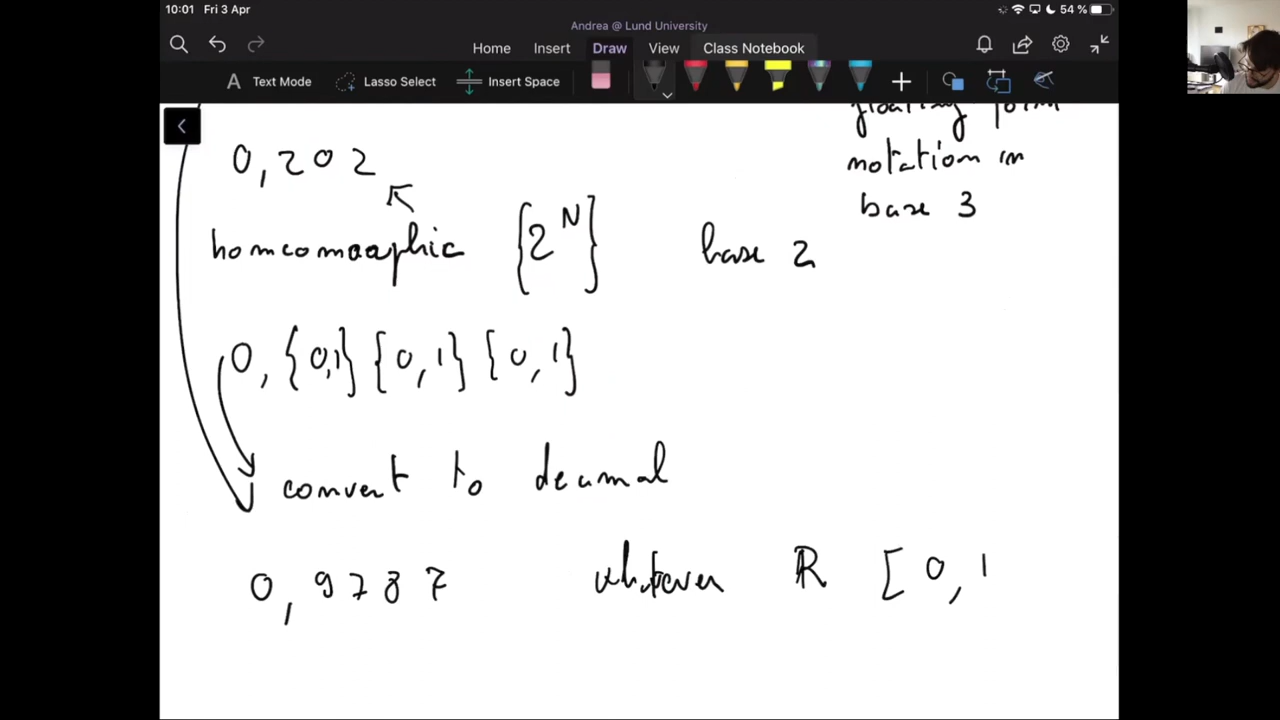 10:01 Fri 3 Apr
54 %
Andrea @ Lund University
Home Insert Draw View Class Notebook
A Text Mode Lasso Select Insert Space
floating form
0,202
notation in
base 3
homeomorphic {2^N} base 2
0, {0,1} {0,1} {0,1}
convert to decimal
0,9787 whatever ℝ [0,1